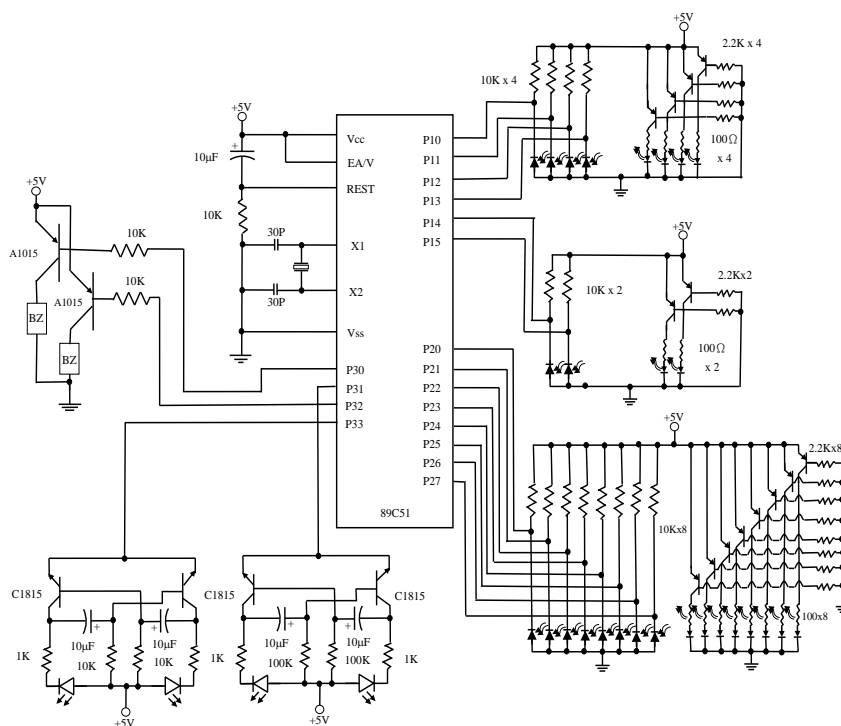 +5V
2.2K x 4
10K x 4
100Ω
x 4
+5V
10μF
Vcc
EA/V
REST
P10
P11
P12
P13
P14
P15
+5V
10K
30P
X1
X2
30P
Vss
A1015
10K
A1015
10K
BZ
BZ
+5V
10K x 2
2.2Kx2
100Ω
x 2
P30
P31
P32
P33
P20
P21
P22
P23
P24
P25
P26
P27
89C51
+5V
2.2Kx8
10Kx8
100x8
C1815
C1815
10μF
10μF
1K
10K
10K
1K
+5V
C1815
C1815
10μF
10μF
1K
100K
100K
1K
+5V